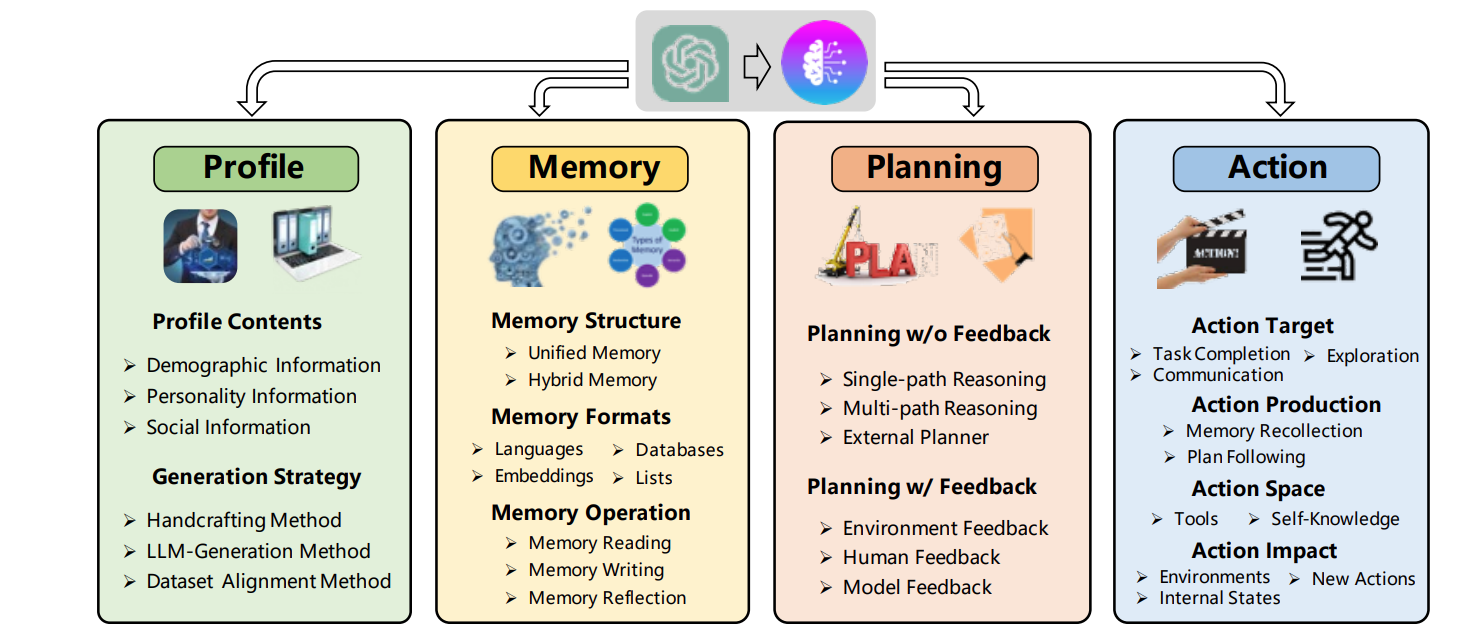 Profile
Profile Contents
Demographic Information
Personality Information
Social Information
Generation Strategy
Handcrafting Method
LLM-Generation Method
Dataset Alignment Method
Memory
Types of
Memory
Memory Structure
Unified Memory
Hybrid Memory
Memory Formats
Languages Databases
Embeddings Lists
Memory Operation
Memory Reading
Memory Writing
Memory Reflection
Planning
PLAN
Planning w/o Feedback
Single-path Reasoning
Multi-path Reasoning
External Planner
Planning w/ Feedback
Environment Feedback
Human Feedback
Model Feedback
Action
ACTION!
Action Target
Task Completion Exploration
Communication
Action Production
Memory Recollection
Plan Following
Action Space
Tools Self-Knowledge
Action Impact
Environments New Actions
Internal States